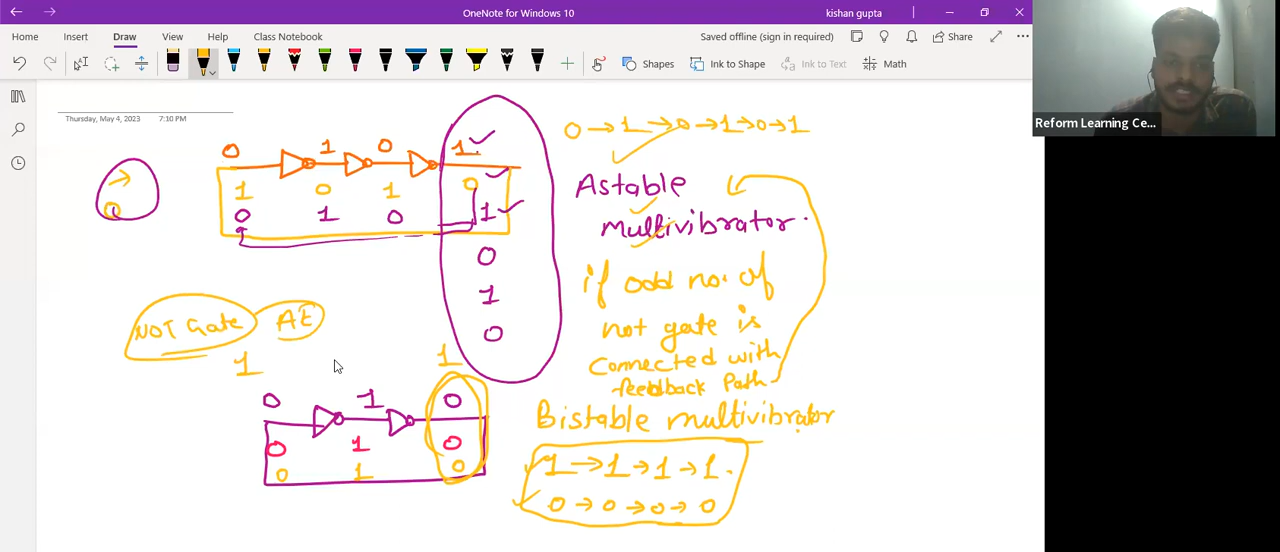 OneNote for Windows 10
kishan gupta
Home Insert Draw View Help Class Notebook
Saved offline (sign in required)
Share
Shapes Ink to Shape Ink to Text Math
Thursday, May 4, 2023 7:10 PM
Reform Learning Ce...
0 → 1 → 0 → 1 → 0 → 1
0 1 0 1
1 0 1 0
0 1 0 1
0
1
0
Astable
multivibrator.
if odd no. of
not gate is
connected with
feedback Path
NOT Gate
1 1
0 1 0
0 1 0
0 1 0
Bistable multivibrator
1 → 1 → 1 → 1.
0 → 0 → 0 → 0